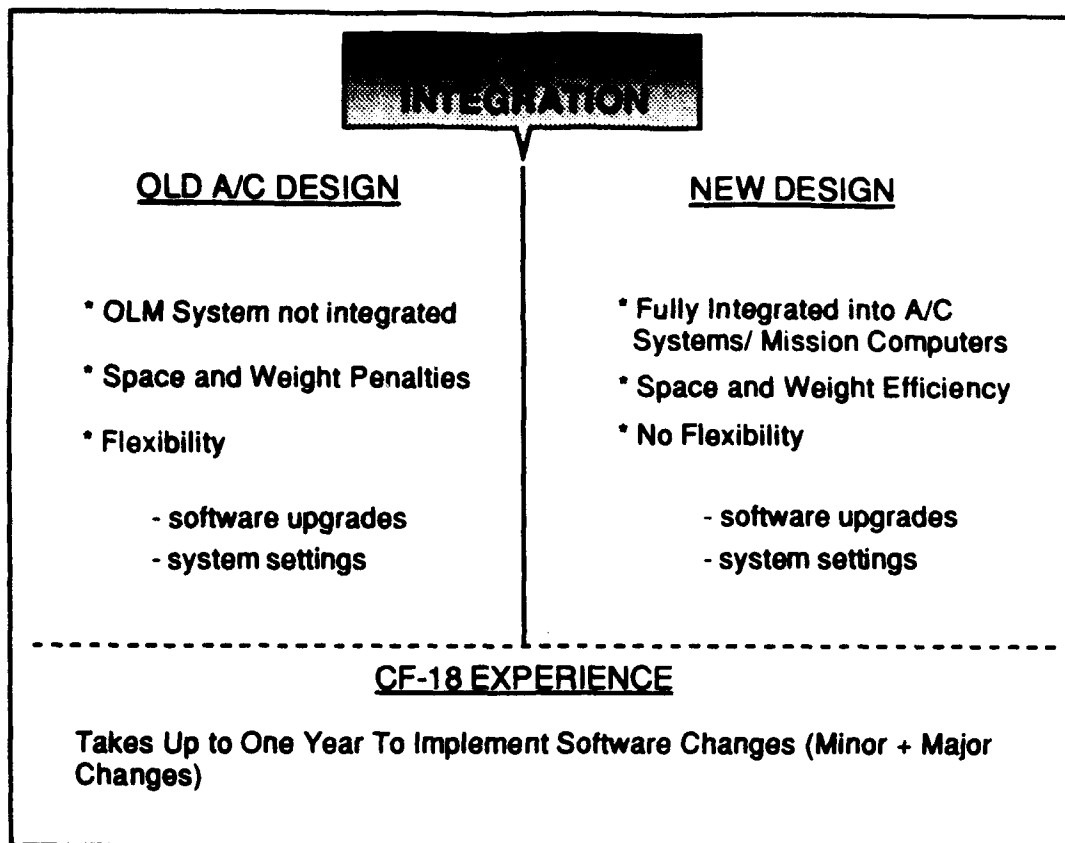 INTEGRATION
OLD A/C DESIGN
* OLM System not integrated
* Space and Weight Penalties
* Flexibility
- software upgrades
- system settings
NEW DESIGN
* Fully Integrated into A/C
Systems/ Mission Computers
* Space and Weight Efficiency
* No Flexibility
- software upgrades
- system settings
CF-18 EXPERIENCE
Takes Up to One Year To Implement Software Changes (Minor + Major
Changes)